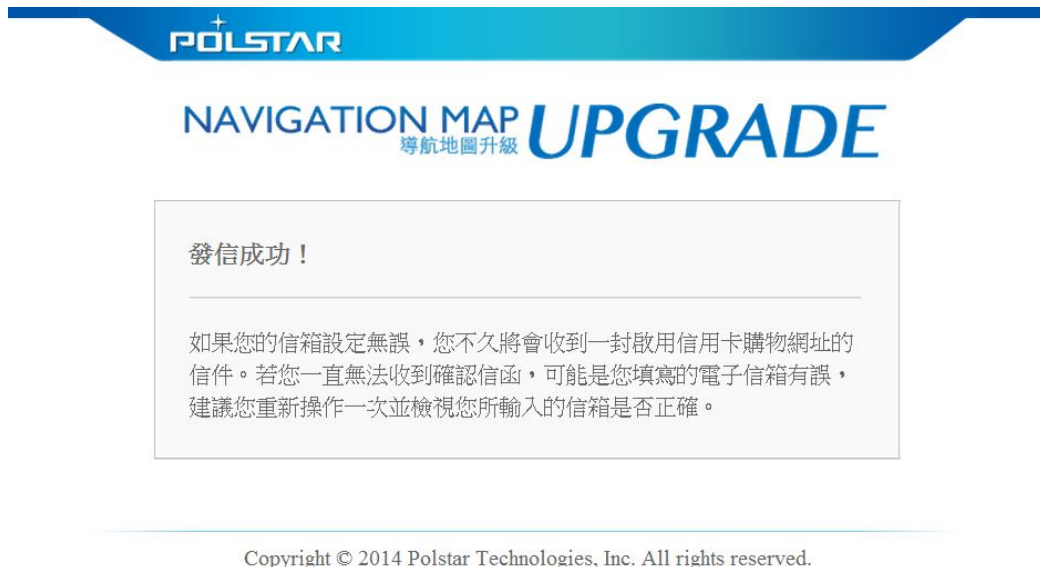 POLSTAR
NAVIGATION MAP UPGRADE
導航地圖升級
發信成功！
如果您的信箱設定無誤，您不久將會收到一封啟用信用卡購物網址的
信件。若您一直無法收到確認信函，可能是您填寫的電子信箱有誤，
建議您重新操作一次並檢視您所輸入的信箱是否正確。
Copyright © 2014 Polstar Technologies, Inc. All rights reserved.